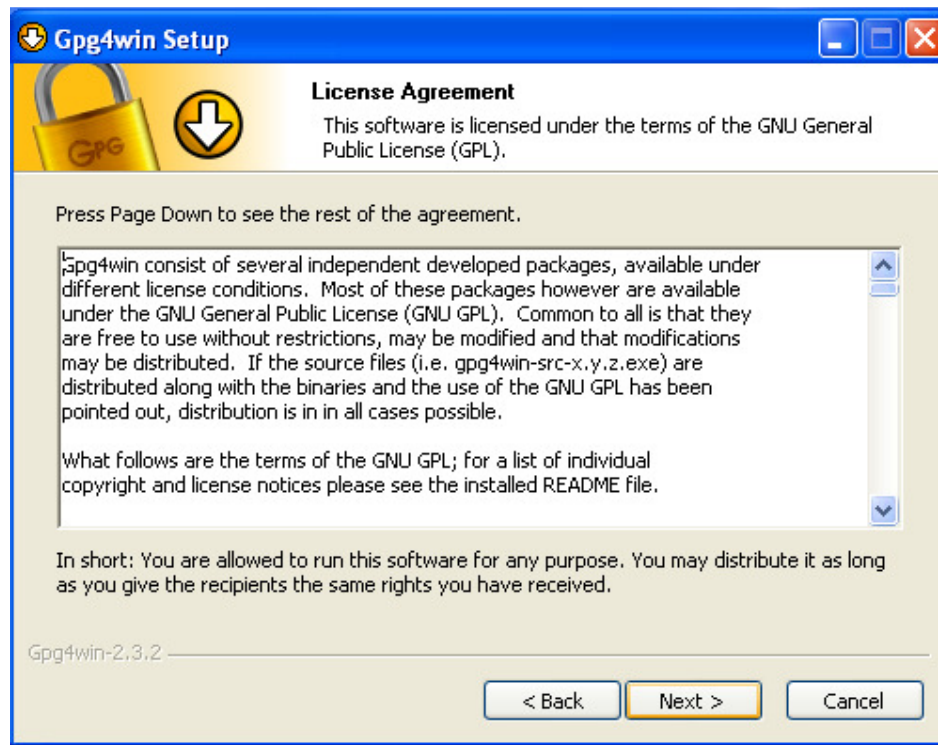 Gpg4win Setup
License Agreement
This software is licensed under the terms of the GNU General
Public License (GPL).
GPG
Press Page Down to see the rest of the agreement.
Gpg4win consist of several independent developed packages, available under
different license conditions.  Most of these packages however are available
under the GNU General Public License (GNU GPL).  Common to all is that they
are free to use without restrictions, may be modified and that modifications
may be distributed.  If the source files (i.e. gpg4win-src-x.y.z.exe) are
distributed along with the binaries and the use of the GNU GPL has been
pointed out, distribution is in in all cases possible.
What follows are the terms of the GNU GPL; for a list of individual
copyright and license notices please see the installed README file.
In short: You are allowed to run this software for any purpose. You may distribute it as long
as you give the recipients the same rights you have received.
Gpg4win-2.3.2
< Back
Next >
Cancel